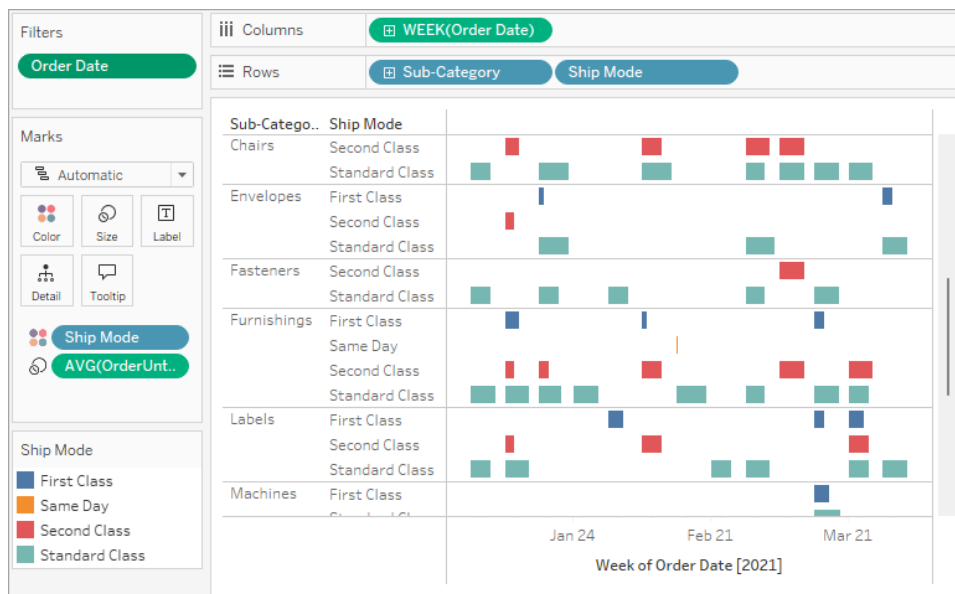 Filters
Order Date
Marks
Automatic
Color
Size
Label
Detail
Tooltip
Ship Mode
AVG(OrderUnt..
Ship Mode
First Class
Same Day
Second Class
Standard Class
Columns
WEEK(Order Date)
Rows
Sub-Category
Ship Mode
Sub-Catego.. Ship Mode
Chairs Second Class
Standard Class
Envelopes First Class
Second Class
Standard Class
Fasteners Second Class
Standard Class
Furnishings First Class
Same Day
Second Class
Standard Class
Labels First Class
Second Class
Standard Class
Machines First Class
Jan 24 Feb 21 Mar 21
Week of Order Date [2021]